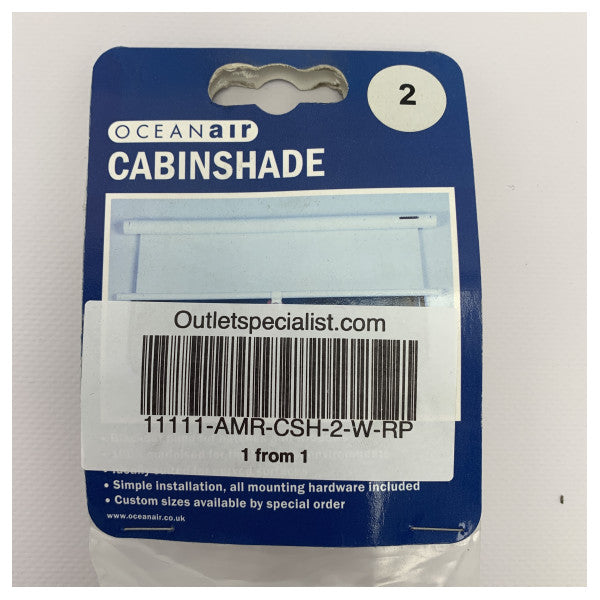 2
OCEANair
CABINSHADE
Outletspecialist.com
11111-AMR-CSH-2-W-RP
1 from 1
• Simple installation, all mounting hardware included
• Custom sizes available by special order
www.oceanair.co.uk